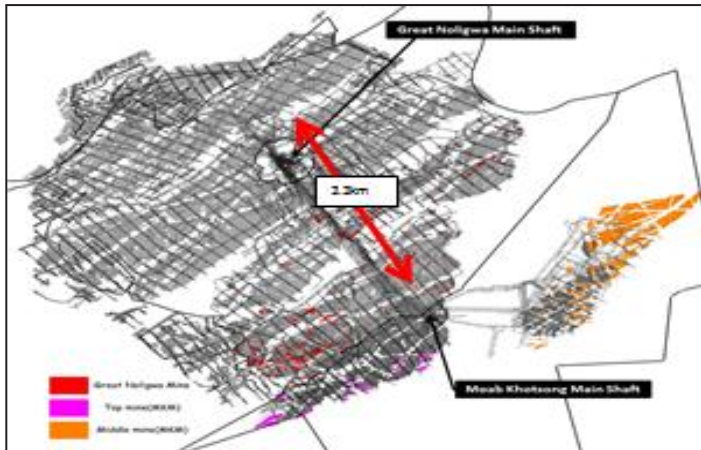 Great Noligwa Main Shaft
3.3km
Moab Khotsong Main Shaft
Great Noligwa Mine
Top mine(MKM)
Middle mine(MKM)